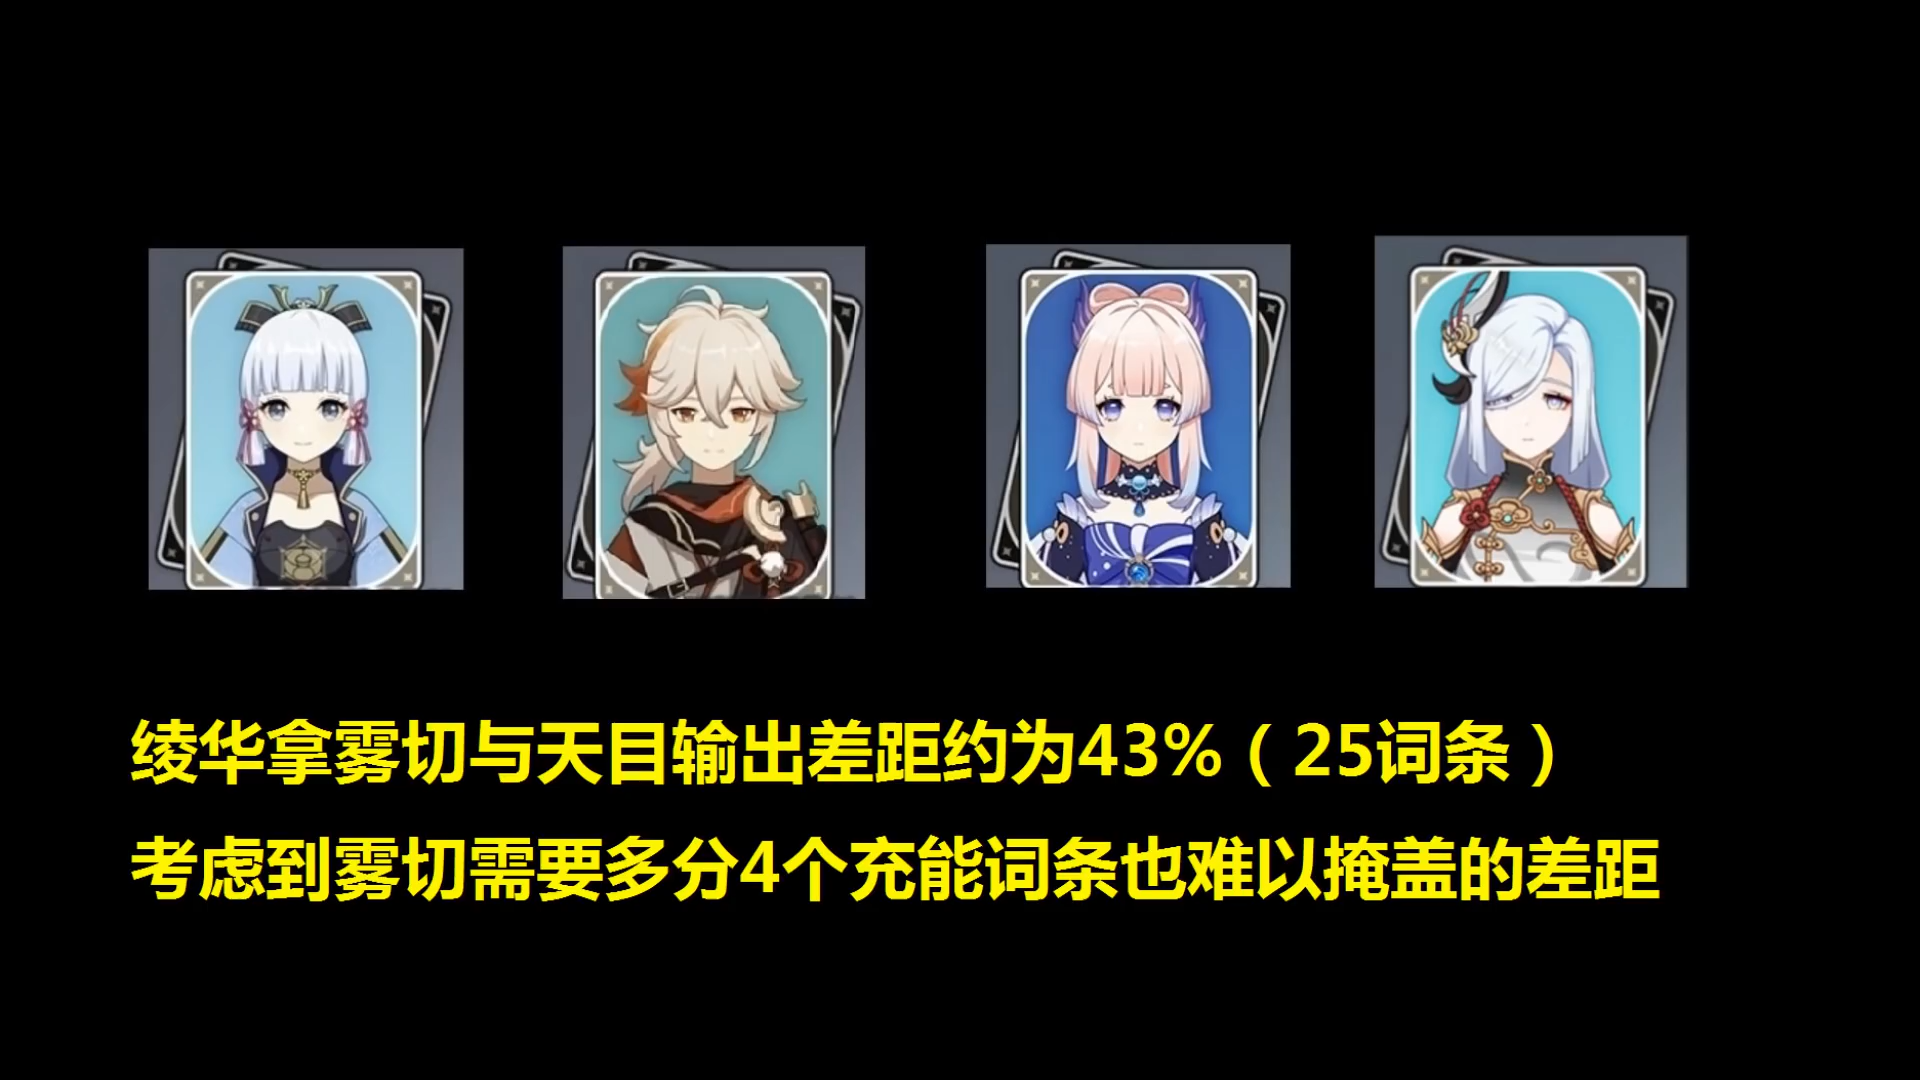 绫华拿雾切与天目输出差距约为43%（25词条）
考虑到雾切需要多分4个充能词条也难以掩盖的差距